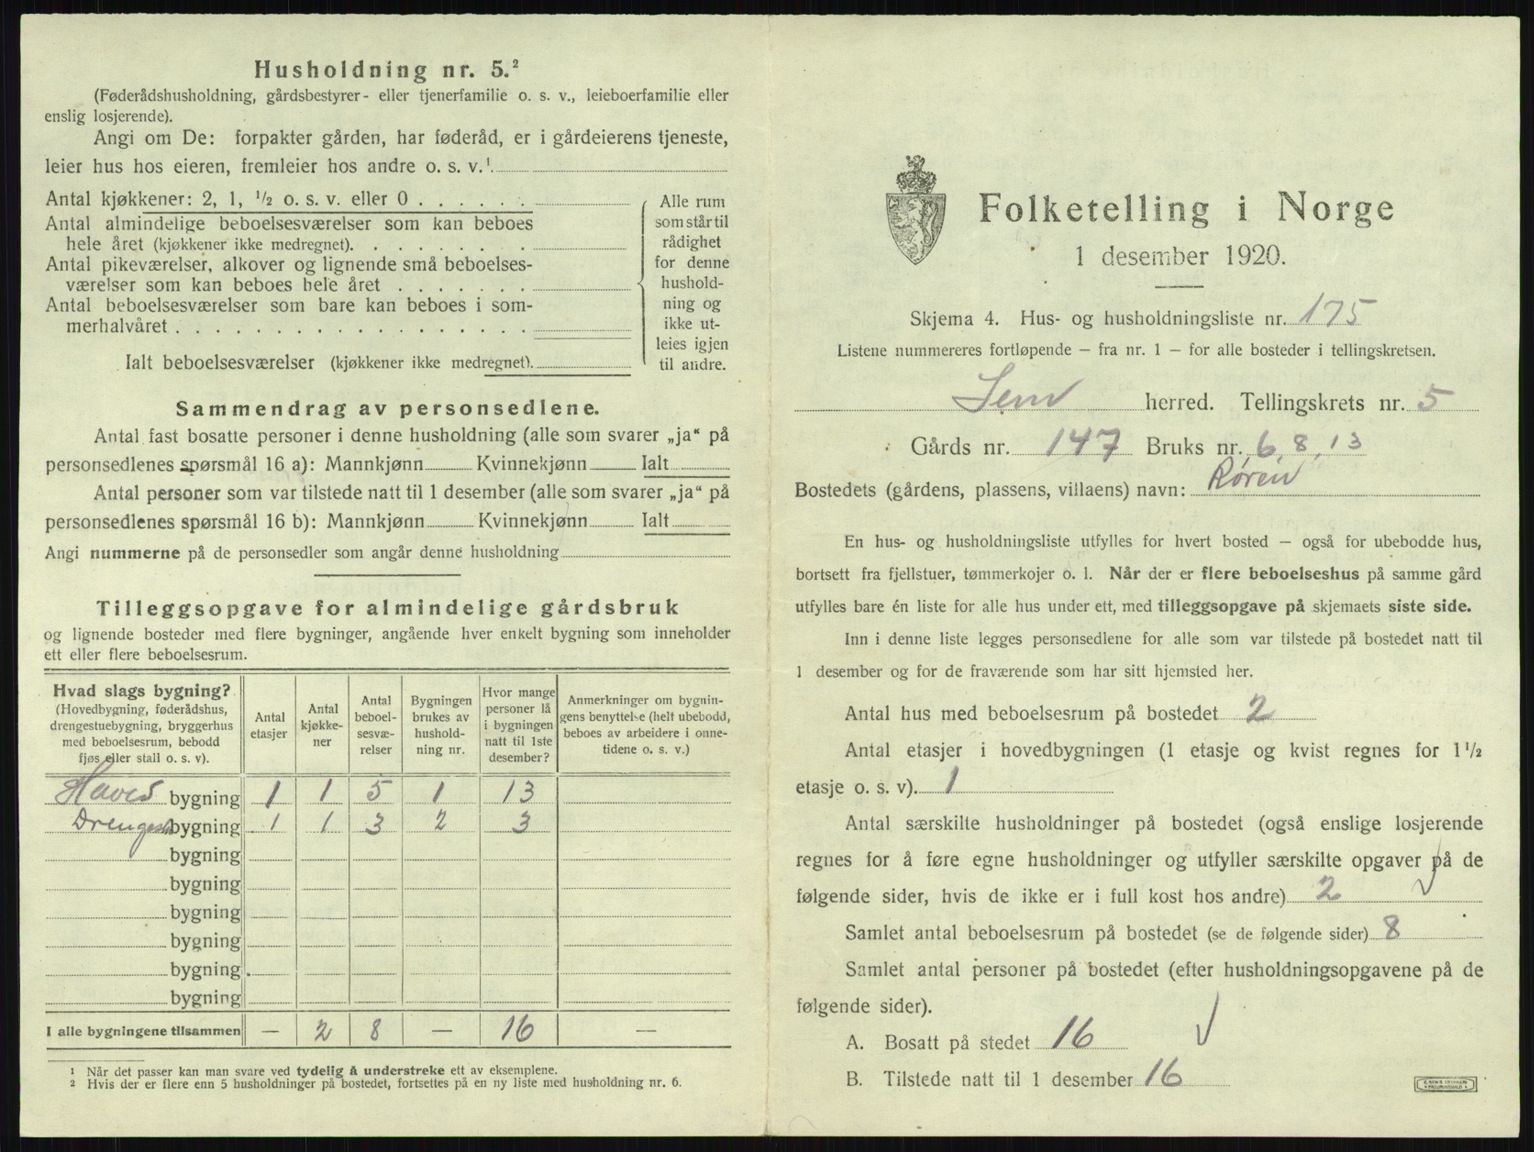 Husholdning nr. 5.²
(Føderådshusholdning, gårdsbestyrer- eller tjenerfamilie o. s. v., leieboerfamilie eller
enslig losjerende).
Angi om De: forpakter gården, har føderåd, er i gårdeierens tjeneste,
leier hus hos eieren, fremleier hos andre o. s. v.¹
Antal kjøkkener: 2, 1, ½ o. s. v. eller 0 . . . . . .
Antal almindelige beboelsesværelser som kan beboes
hele året (kjøkkener ikke medregnet). . . . . . . .
Antal pikeværelser, alkover og lignende små beboelses-
værelser som kan beboes hele året . . . . . . .
Antal beboelsesværelser som bare kan beboes i som-
merhalvåret . . . . . . . . . . . . . . . . . .
Ialt beboelsesværelser (kjøkkener ikke medregnet).
Alle rum
som står til
rådighet
for denne
hushold-
ning og
ikke ut-
leies igjen
til andre.
Sammendrag av personsedlene.
Antal fast bosatte personer i denne husholdning (alle som svarer „ja“ på
personsedlenes spørsmål 16 a): Mannkjønn Kvinnekjønn Ialt
Antal personer som var tilstede natt til 1 desember (alle som svarer „ja“ på
personsedlenes spørsmål 16 b): Mannkjønn Kvinnekjønn Ialt
Angi nummerne på de personsedler som angår denne husholdning
Tilleggsopgave for almindelige gårdsbruk
og lignende bosteder med flere bygninger, angående hver enkelt bygning som inneholder
ett eller flere beboelsesrum.
Hvad slags bygning?
(Hovedbygning, føderådshus,
drengestuebygning, bryggerhus
med beboelsesrum, bebodd
fjøs eller stall o. s. v).
Antal
etasjer
Antal
kjøkke-
ner
Antal
beboel-
sesvæ-
relser
Bygningen
brukes av
hushold-
ning nr.
Hvor mange
personer lå
i bygningen
natt til 1ste
desember?
Anmerkninger om bygnin-
gens benyttelse (helt ubebodd,
beboes av arbeidere i onne-
tidene o. s. v.)
Hoved bygning 1 1 5 1 13
Drengest. bygning 1 1 3 2 3
bygning
bygning
bygning
bygning
bygning
bygning
I alle bygningene tilsammen — 2 8 — 16 —
¹ Når det passer kan man svare ved tydelig å understreke ett av eksemplene.
² Hvis der er flere enn 5 husholdninger på bostedet, fortsettes på en ny liste med husholdning nr. 6.
Folketelling i Norge
1 desember 1920.
Skjema 4. Hus- og husholdningsliste nr. 175
Listene nummereres fortløpende — fra nr. 1 — for alle bosteder i tellingskretsen.
Sem herred. Tellingskrets nr. 5
Gårds nr. 147 Bruks nr. 6, 8, 13
Bostedets (gårdens, plassens, villaens) navn: Røren
En hus- og husholdningsliste utfylles for hvert bosted — også for ubebodde hus,
bortsett fra fjellstuer, tømmerkojer o. l. Når der er flere beboelseshus på samme gård
utfylles bare én liste for alle hus under ett, med tilleggsopgave på skjemaets siste side.
Inn i denne liste legges personsedlene for alle som var tilstede på bostedet natt til
1 desember og for de fraværende som har sitt hjemsted her.
Antal hus med beboelsesrum på bostedet 2
Antal etasjer i hovedbygningen (1 etasje og kvist regnes for 1½
etasje o. s. v). 1
Antal særskilte husholdninger på bostedet (også enslige losjerende
regnes for å føre egne husholdninger og utfyller særskilte opgaver på de
følgende sider, hvis de ikke er i full kost hos andre) 2
Samlet antal beboelsesrum på bostedet (se de følgende sider) 8
Samlet antal personer på bostedet (efter husholdningsopgavene på de
følgende sider).
A. Bosatt på stedet 16
B. Tilstede natt til 1 desember 16